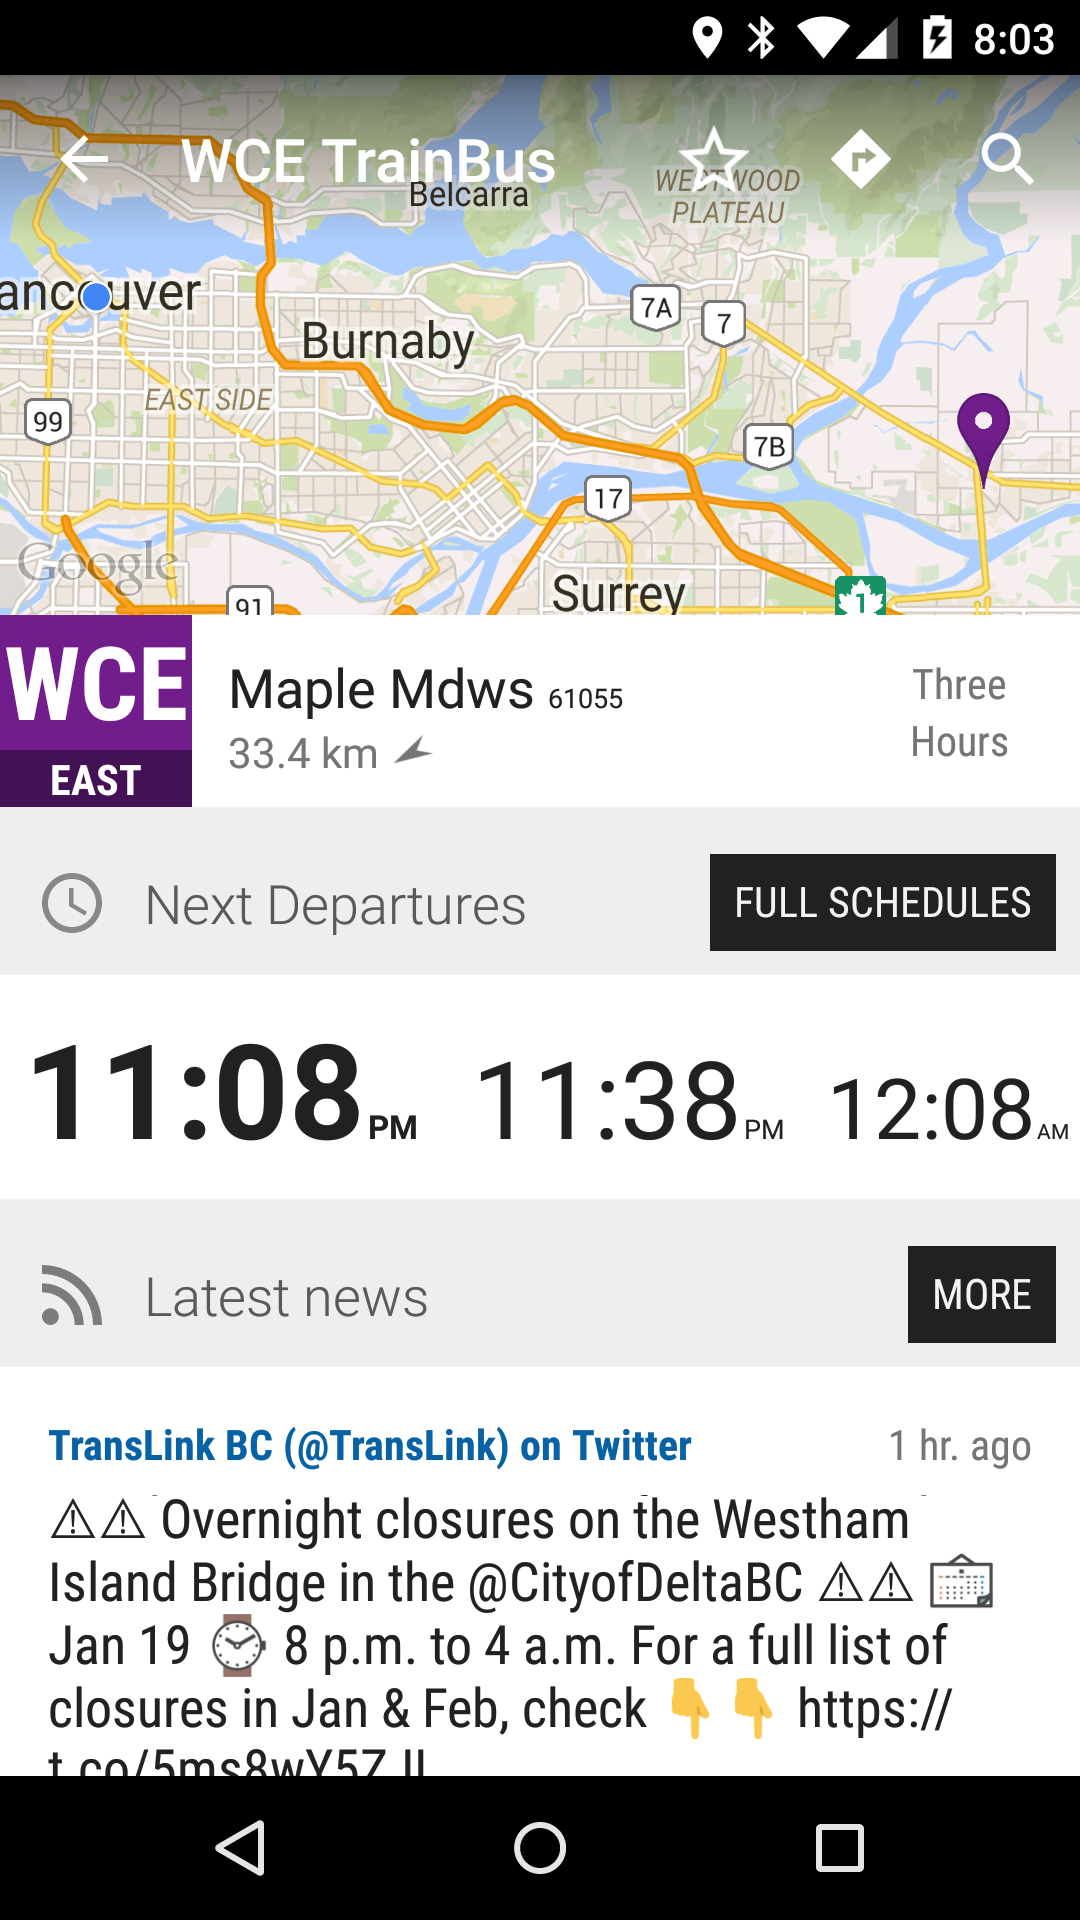 8:03
WCE TrainBus
Belcarra
WESTWOOD
PLATEAU
ancouver
Burnaby
7A
7
EAST SIDE
99
7B
17
Google
Surrey
91
1
WCE
EAST
Maple Mdws 61055
33.4 km
Three
Hours
Next Departures
FULL SCHEDULES
11:08 PM 11:38 PM 12:08 AM
Latest news
MORE
TransLink BC (@TransLink) on Twitter
1 hr. ago
⚠⚠ Overnight closures on the Westham
Island Bridge in the @CityofDeltaBC ⚠⚠ 🗓
Jan 19 ⌚ 8 p.m. to 4 a.m. For a full list of
closures in Jan & Feb, check 👇👇 https://